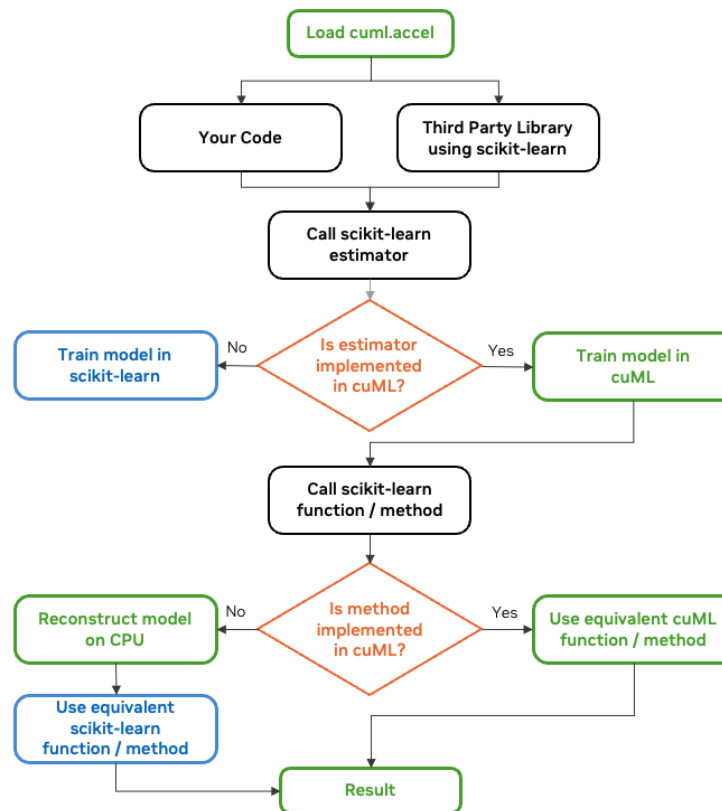 Load cuml.accel
Your Code
Third Party Library
using scikit-learn
Call scikit-learn
estimator
No
Is estimator
implemented
in cuML?
Yes
Train model in
scikit-learn
Train model in
cuML
Call scikit-learn
function / method
No
Is method
implemented
in cuML?
Yes
Reconstruct model
on CPU
Use equivalent cuML
function / method
Use equivalent
scikit-learn
function / method
Result